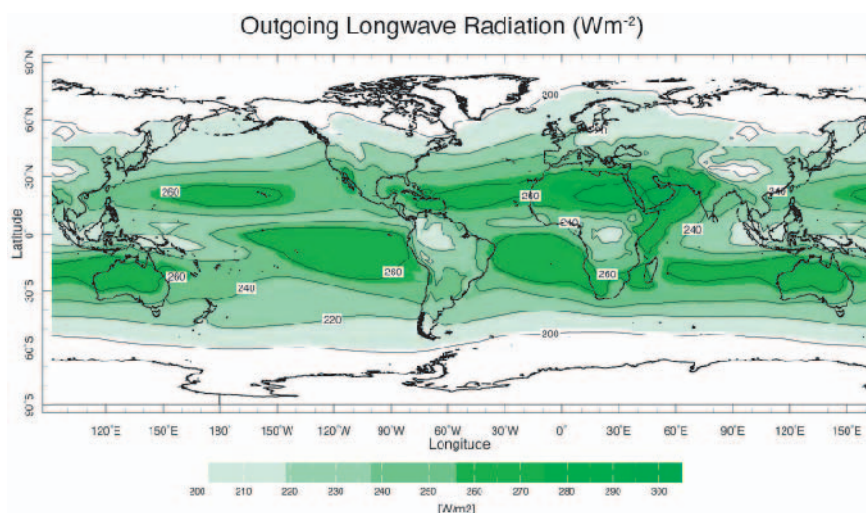 Outgoing Longwave Radiation (Wm-2)
90°N
60°N
30°N
0°
30°S
60°S
90°S
Latitude
200
260
260
240
240
240
260
260
260
240
220
200
120°E 150°E 180° 150°W 120°W 90°W 60°W 30°W 0° 30°E 60°E 90°E 120°E 150°E
Longitude
200 210 220 230 240 250 260 270 280 290 300
[W/m2]